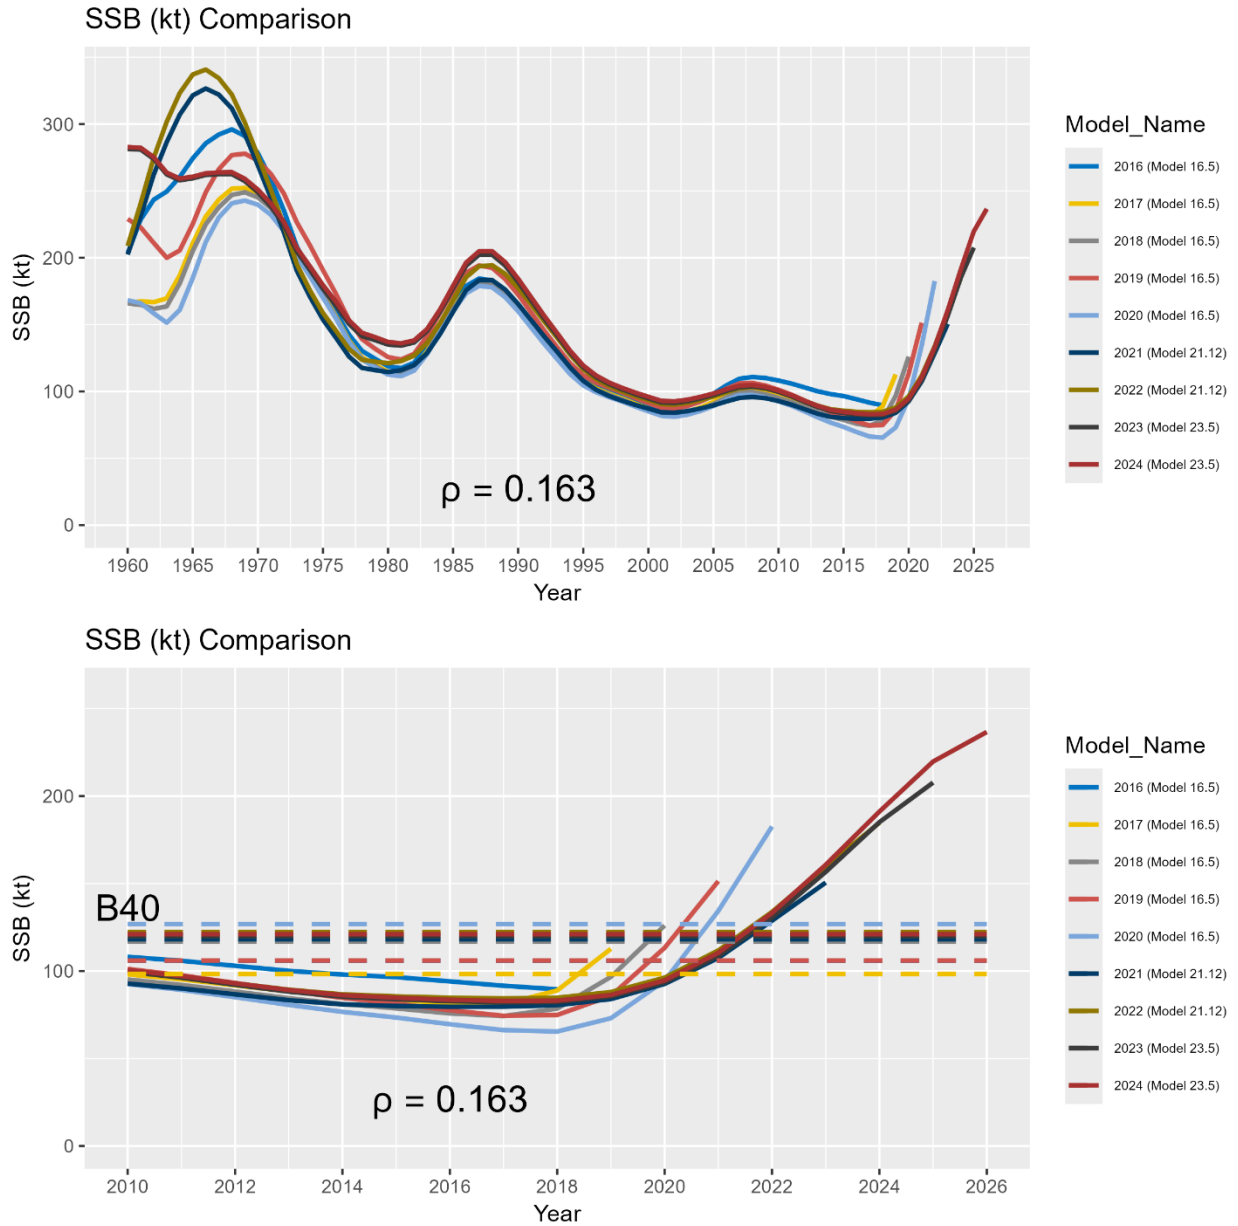 SSB (kt) Comparison
300
200
100
0
SSB (kt)
ρ = 0.163
1960 1965 1970 1975 1980 1985 1990 1995 2000 2005 2010 2015 2020 2025
Year
Model_Name
2016 (Model 16.5)
2017 (Model 16.5)
2018 (Model 16.5)
2019 (Model 16.5)
2020 (Model 16.5)
2021 (Model 21.12)
2022 (Model 21.12)
2023 (Model 23.5)
2024 (Model 23.5)
SSB (kt) Comparison
200
100
0
SSB (kt)
B40
ρ = 0.163
2010 2012 2014 2016 2018 2020 2022 2024 2026
Year
Model_Name
2016 (Model 16.5)
2017 (Model 16.5)
2018 (Model 16.5)
2019 (Model 16.5)
2020 (Model 16.5)
2021 (Model 21.12)
2022 (Model 21.12)
2023 (Model 23.5)
2024 (Model 23.5)